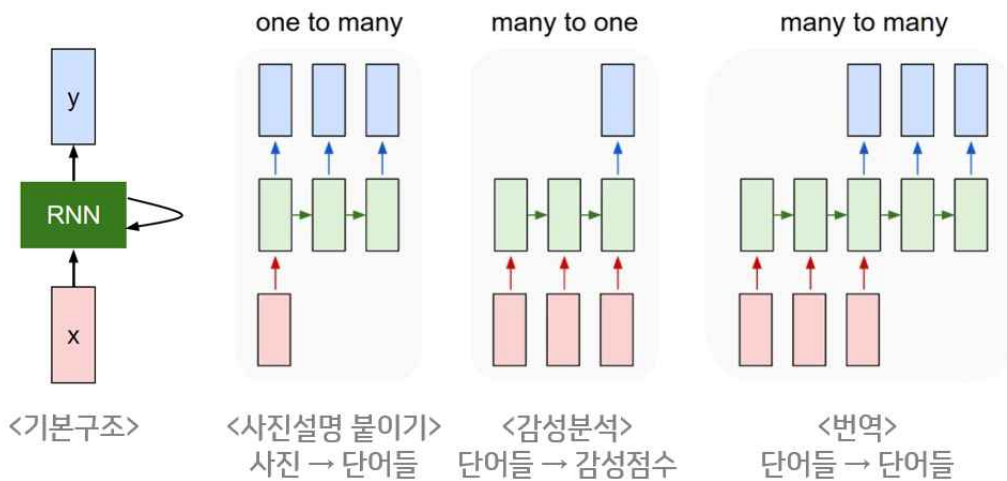 one to many
many to one
many to many
y
RNN
x
<기본구조>
<사진설명 붙이기>
사진 → 단어들
<감성분석>
단어들 → 감성점수
<번역>
단어들 → 단어들